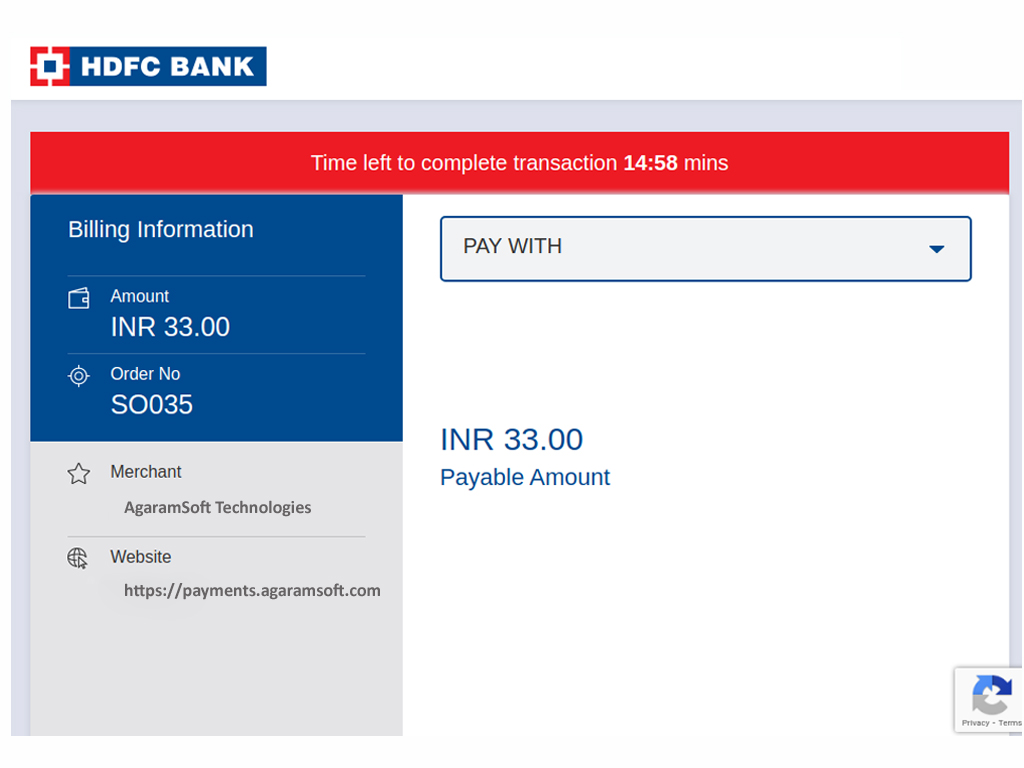 HDFC BANK
Time left to complete transaction 14:58 mins
Billing Information
Amount
INR 33.00
Order No
SO035
Merchant
AgaramSoft Technologies
Website
https://payments.agaramsoft.com
PAY WITH
INR 33.00
Payable Amount
Privacy - Terms